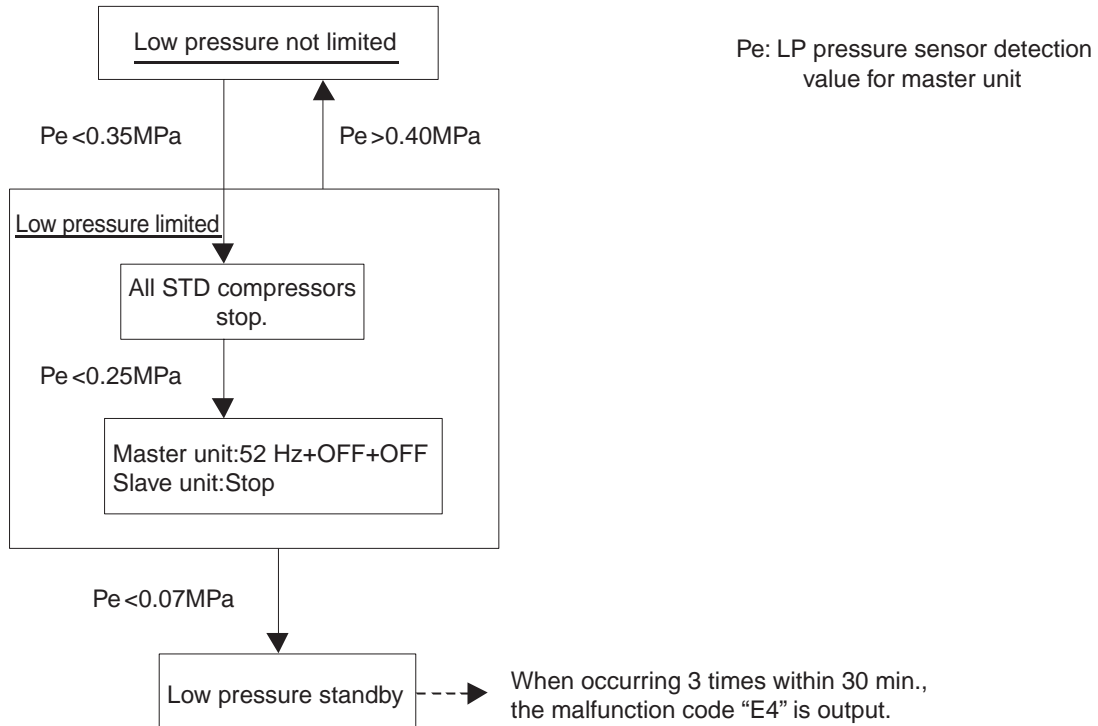 Low pressure not limited
Pe: LP pressure sensor detection
value for master unit
Pe<0.35MPa
Pe>0.40MPa
Low pressure limited
All STD compressors
stop.
Pe<0.25MPa
Master unit:52 Hz+OFF+OFF
Slave unit:Stop
Pe<0.07MPa
Low pressure standby
When occurring 3 times within 30 min.,
the malfunction code “E4” is output.